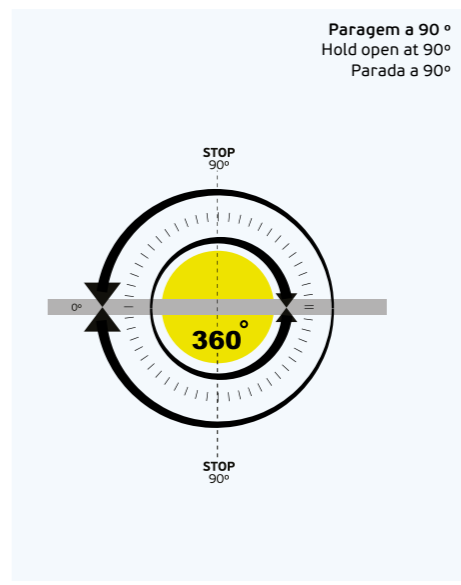 Paragem a 90 º
Hold open at 90º
Parada a 90º
STOP
90º
0º
360°
STOP
90º